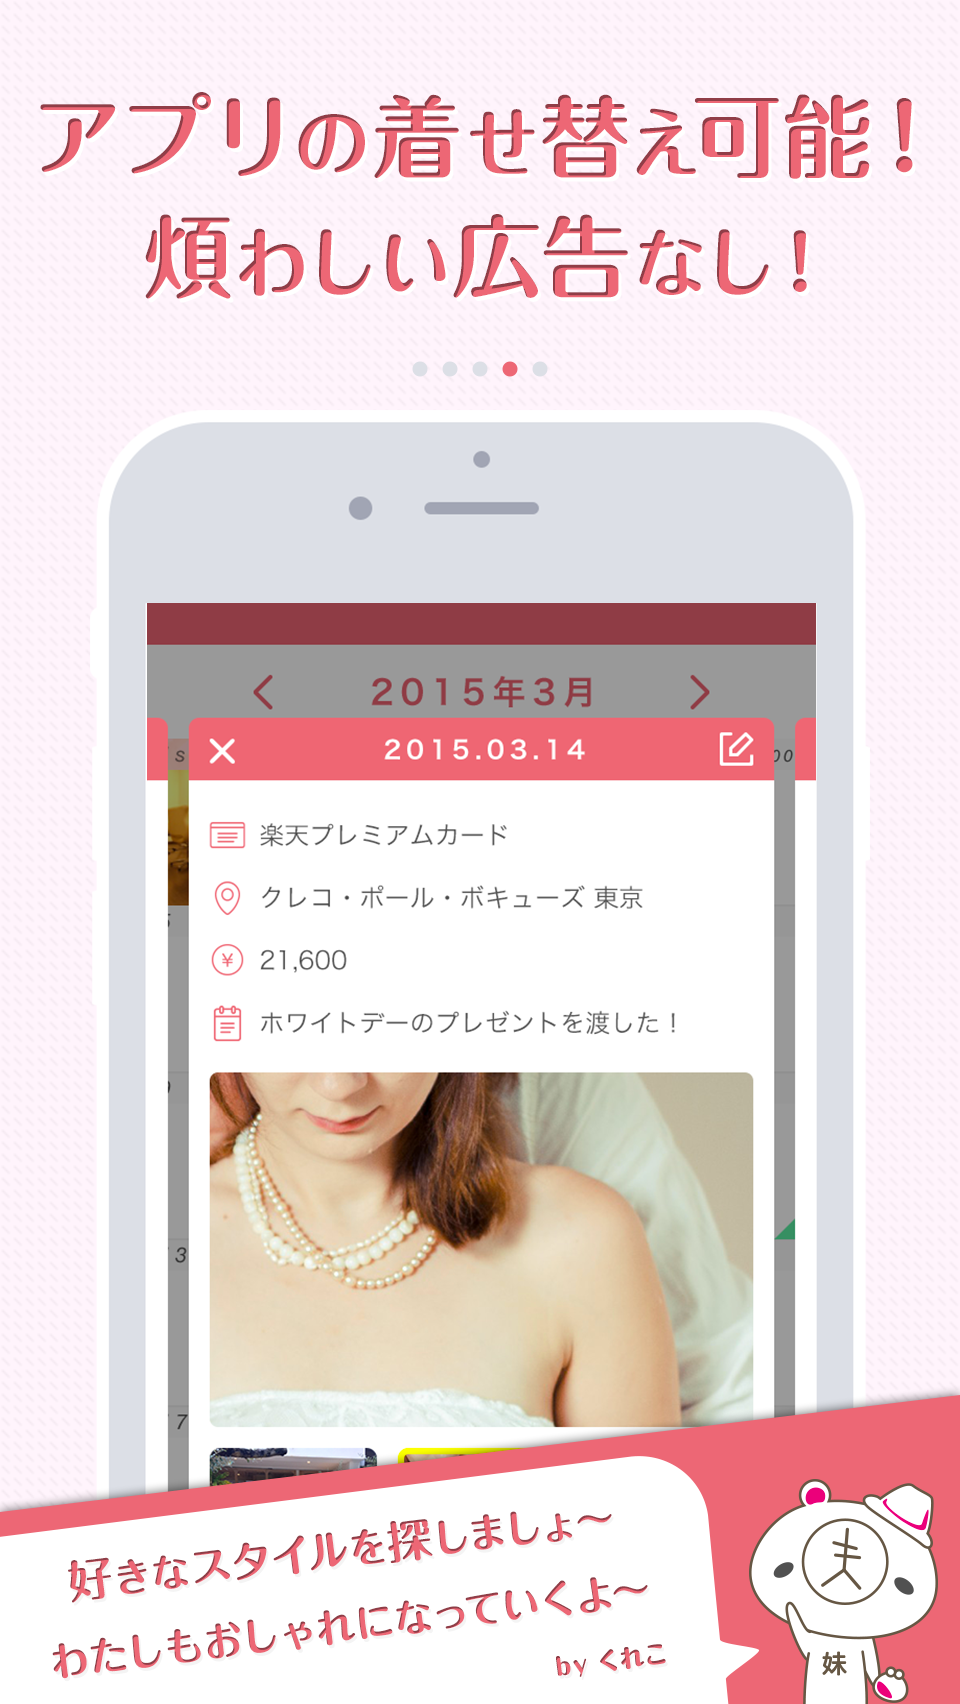 アプリの着せ替え可能！
煩わしい広告なし！
2015年3月
S
2015.03.14
00
楽天プレミアムカード
クレコ・ポール・ボキューズ 東京
¥ 21,600
ホワイトデーのプレゼントを渡した！
3
7
好きなスタイルを探しましょ〜
わたしもおしゃれになっていくよ〜
by くれこ
妹